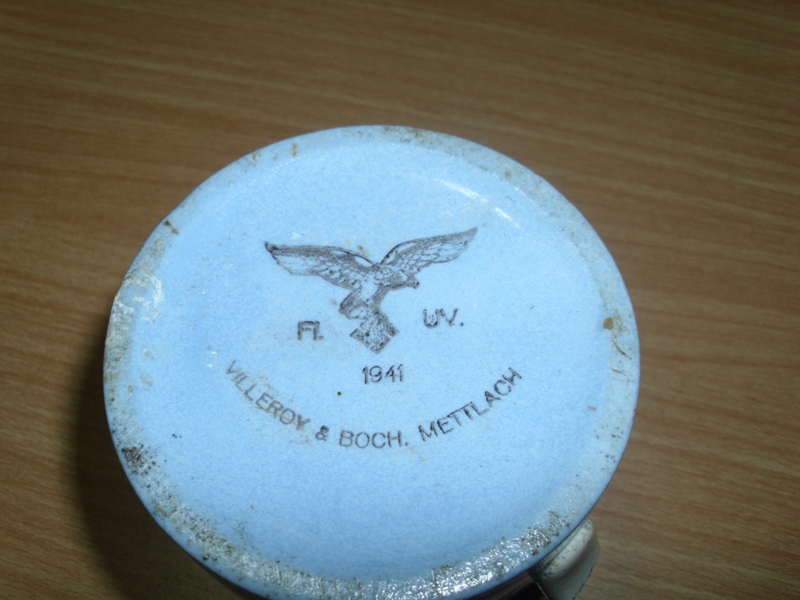 Fl. UV.
1941
VILLEROY & BOCH. METTLACH